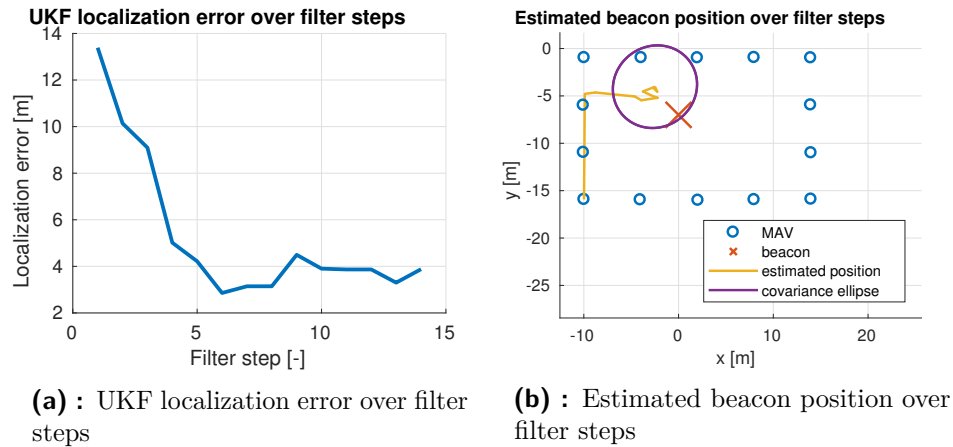 UKF localization error over filter steps
14
12
10
8
6
4
2
0
5
10
15
Localization error [m]
Filter step [-]
Estimated beacon position over filter steps
0
-5
-10
-15
-20
-25
-10
0
10
20
y [m]
x [m]
MAV
beacon
estimated position
covariance ellipse
(a) : UKF localization error over filter
steps
(b) : Estimated beacon position over
filter steps